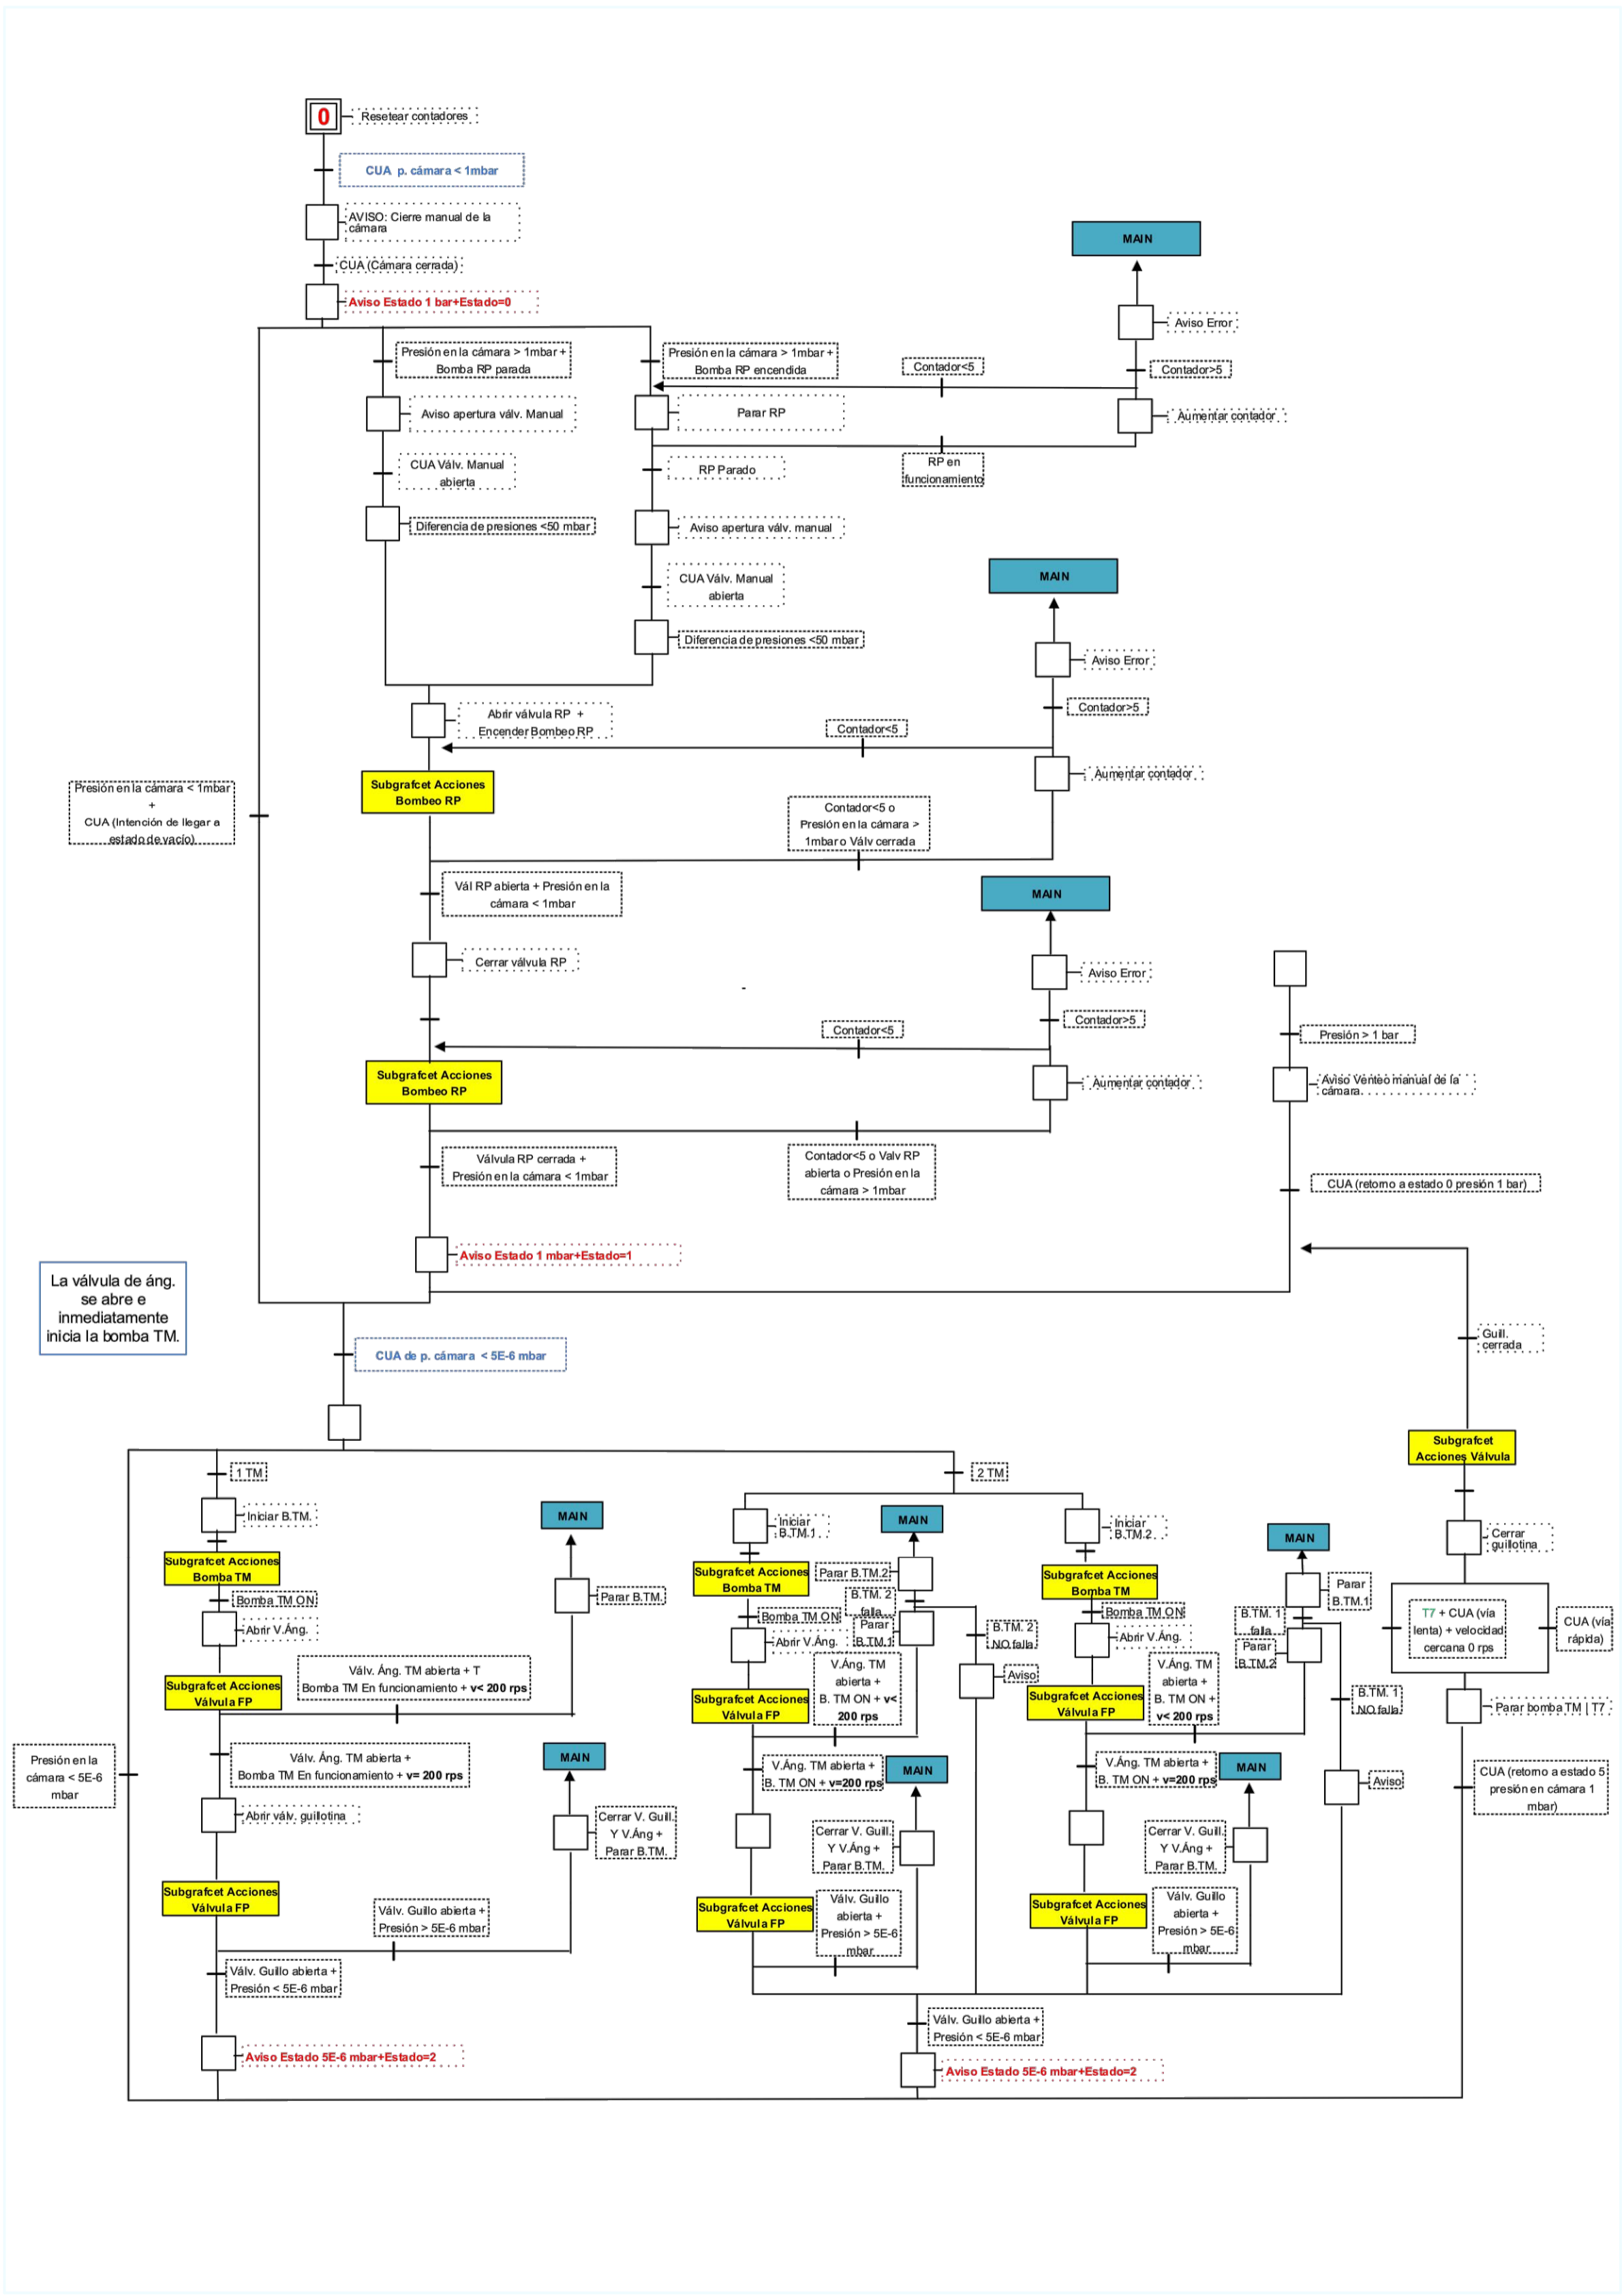 0
Resetear contadores
CUA p. cámara < 1mbar
AVISO: Cierre manual de la
cámara
CUA (Cámara cerrada)
Aviso Estado 1 bar+Estado=0
MAIN
Aviso Error
Contador>5
Contador<5
Aumentar contador
Presión en la cámara > 1mbar +
Bomba RP parada
Presión en la cámara > 1mbar +
Bomba RP encendida
Aviso apertura válv. Manual
Parar RP
CUA Válv. Manual
abierta
RP Parado
RP en
funcionamiento
Diferencia de presiones <50 mbar
Aviso apertura válv. manual
CUA Válv. Manual
abierta
Diferencia de presiones <50 mbar
MAIN
Aviso Error
Contador>5
Abrir válvula RP +
Encender Bombeo RP
Contador<5
Aumentar contador
Subgrafcet Acciones
Bombeo RP
Presión en la cámara < 1mbar
+
CUA (Intención de llegar a
estado de vacío)
Contador<5 o
Presión en la cámara >
1mbar o Válv cerrada
Vál RP abierta + Presión en la
cámara < 1mbar
MAIN
Cerrar válvula RP
Aviso Error
-
Contador>5
Contador<5
Subgrafcet Acciones
Bombeo RP
Aumentar contador
Presión > 1 bar
Aviso Venteo manual de la
cámara
Válvula RP cerrada +
Presión en la cámara < 1mbar
Contador<5 o Valv RP
abierta o Presión en la
cámara > 1mbar
CUA (retorno a estado 0 presión 1 bar)
Aviso Estado 1 mbar+Estado=1
La válvula de áng.
se abre e
inmediatamente
inicia la bomba TM.
CUA de p. cámara < 5E-6 mbar
Guill.
cerrada
Subgrafcet
Acciones Válvula
Cerrar
guillotina
T7 + CUA (vía
lenta) + velocidad
cercana 0 rps
CUA (vía
rápida)
Parar bomba TM | T7
CUA (retorno a estado 5
presión en cámara 1
mbar)
Presión en la
cámara < 5E-6
mbar
1 TM
Iniciar B.TM.
Subgrafcet Acciones
Bomba TM
Bomba TM ON
Abrir V.Áng.
Subgrafcet Acciones
Válvula FP
MAIN
Parar B.TM.
Válv. Áng. TM abierta + T
Bomba TM En funcionamiento + v< 200 rps
Válv. Áng. TM abierta +
Bomba TM En funcionamiento + v= 200 rps
Abrir válv. guillotina
MAIN
Cerrar V. Guill.
Y V.Áng +
Parar B.TM.
Subgrafcet Acciones
Válvula FP
Válv. Guillo abierta +
Presión > 5E-6 mbar
Válv. Guillo abierta +
Presión < 5E-6 mbar
Aviso Estado 5E-6 mbar+Estado=2
2 TM
Iniciar
B.TM.1
Subgrafcet Acciones
Bomba TM
Bomba TM ON
Abrir V.Áng.
Subgrafcet Acciones
Válvula FP
MAIN
Parar B.TM.2
B.TM. 2
falla
Parar
B.TM.1
B.TM. 2
NO falla
Aviso
V.Áng. TM
abierta +
B. TM ON + v<
200 rps
V.Áng. TM abierta +
B. TM ON + v=200 rps
MAIN
Cerrar V. Guill.
Y V.Áng +
Parar B.TM.
Subgrafcet Acciones
Válvula FP
Válv. Guillo
abierta +
Presión > 5E-6
mbar
Iniciar
B.TM.2
Subgrafcet Acciones
Bomba TM
Bomba TM ON
Abrir V.Áng.
Subgrafcet Acciones
Válvula FP
MAIN
Parar
B.TM.1
B.TM. 1
falla
Parar
B.TM.2
B.TM. 1
NO falla
Aviso
V.Áng. TM
abierta +
B. TM ON +
v< 200 rps
V.Áng. TM abierta +
B. TM ON + v=200 rps
MAIN
Cerrar V. Guill.
Y V.Áng +
Parar B.TM.
Subgrafcet Acciones
Válvula FP
Válv. Guillo
abierta +
Presión > 5E-6
mbar
Válv. Guillo abierta +
Presión < 5E-6 mbar
Aviso Estado 5E-6 mbar+Estado=2